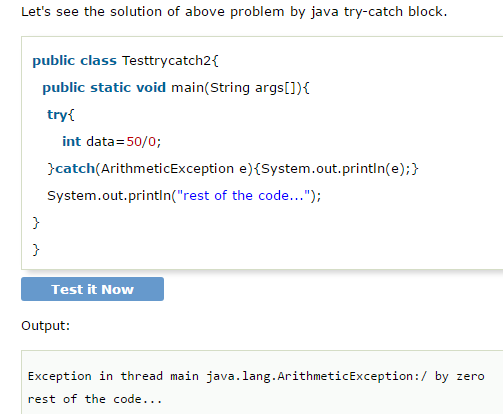 Let's see the solution of above problem by java try-catch block.
public class Testtrycatch2{
public static void main(String args[]){
try{
int data=50/0;
}catch(ArithmeticException e){System.out.println(e);}
System.out.println("rest of the code...");
}
}
Test it Now
Output:
Exception in thread main java.lang.ArithmeticException:/ by zero
rest of the code...